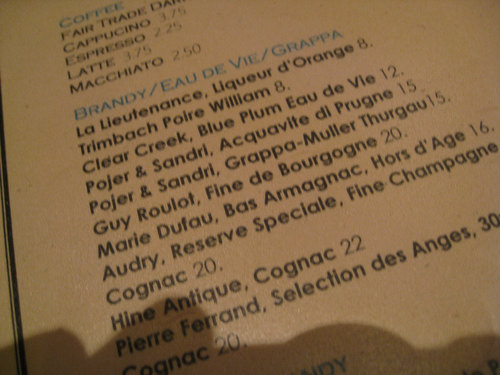 COFFEE
FAIR TRADE DARK
CAPPUCINO 3.75
ESPRESSO 2.25
LATTE 3.75
MACCHIATO 2.50
BRANDY/EAU DE VIE/GRAPPA
La Lieutenance, Liqueur d'Orange 8.
Trimbach Poire William 8.
Clear Creek, Blue Plum Eau de Vie 12.
Pojer & Sandri, Acquavite di Prugne 15.
Pojer & Sandri, Grappa-Muller Thurgau15.
Guy Roulot, Fine de Bourgogne 20.
Marie Dufau, Bas Armagnac, Hors d'Age 16.
Audry, Reserve Speciale, Fine Champagne
Cognac 20.
Hine Antique, Cognac 22
Pierre Ferrand, Selection des Anges, 30
Cognac 20.